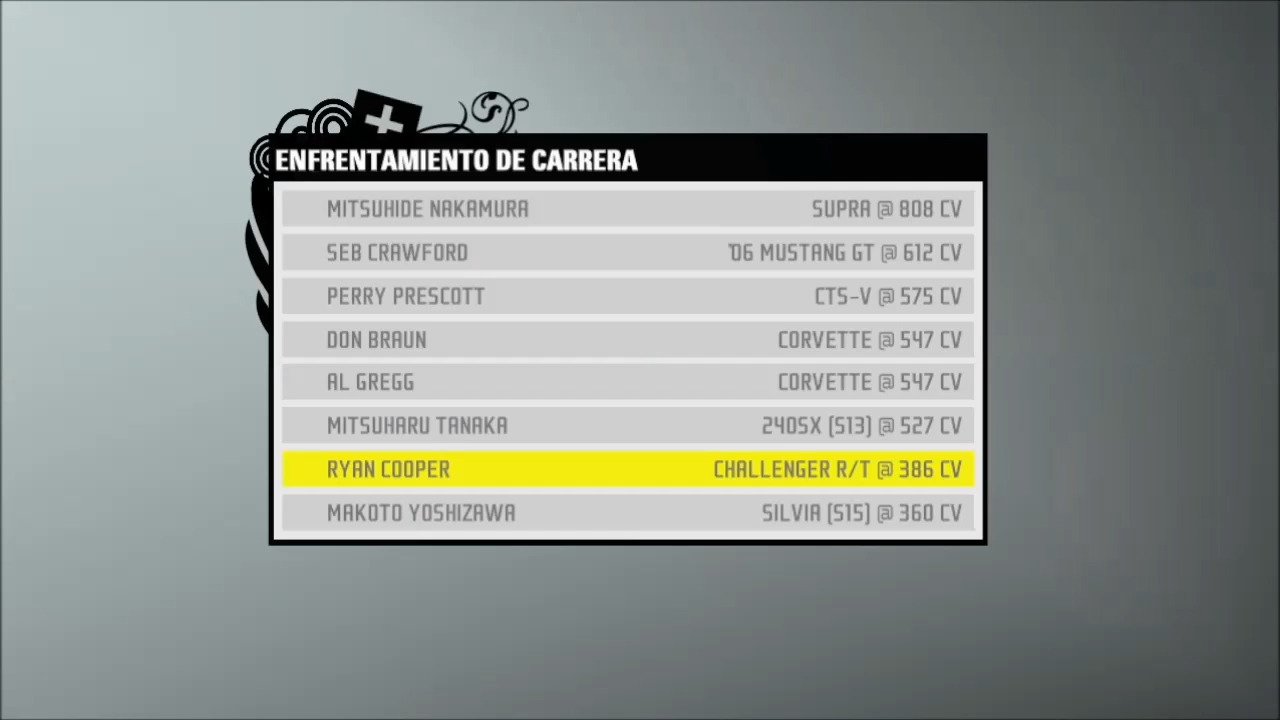 ENFRENTAMIENTO DE CARRERA
MITSUHIDE NAKAMURA SUPRA @ 808 CV
SEB CRAWFORD '06 MUSTANG GT @ 612 CV
PERRY PRESCOTT CTS-V @ 575 CV
DON BRAUN CORVETTE @ 547 CV
AL GREGG CORVETTE @ 547 CV
MITSUHARU TANAKA 240SX (S13) @ 527 CV
RYAN COOPER CHALLENGER R/T @ 386 CV
MAKOTO YOSHIZAWA SILVIA (S15) @ 360 CV